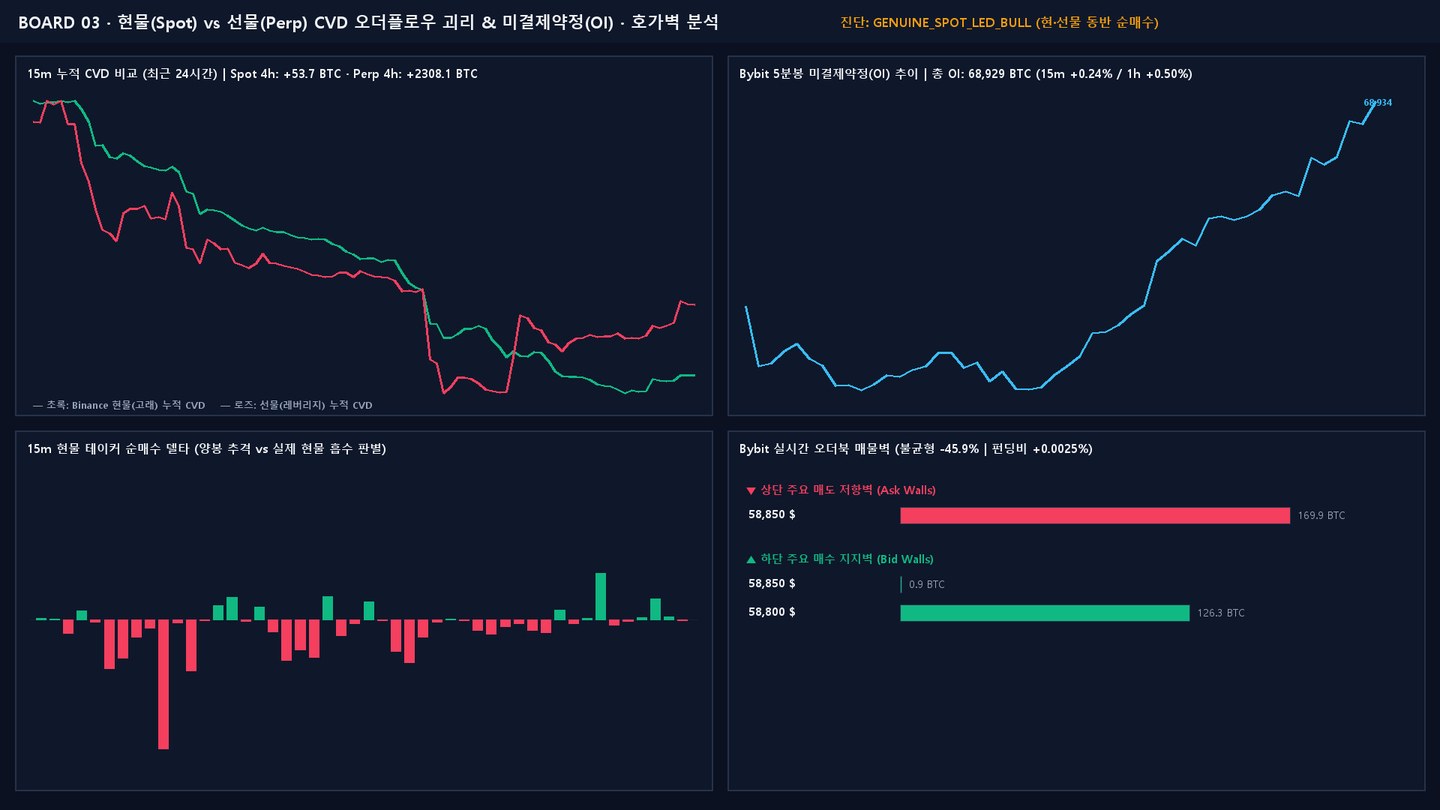 BOARD 03 · 현물(Spot) vs 선물(Perp) CVD 오더플로우 괴리 & 미결제약정(OI) · 호가벽 분석
진단: GENUINE_SPOT_LED_BULL (현·선물 동반 순매수)
15m 누적 CVD 비교 (최근 24시간) | Spot 4h: +53.7 BTC · Perp 4h: +2308.1 BTC
— 초록: Binance 현물(고래) 누적 CVD — 로즈: 선물(레버리지) 누적 CVD
Bybit 5분봉 미결제약정(OI) 추이 | 총 OI: 68,929 BTC (15m +0.24% / 1h +0.50%)
68,934
15m 현물 테이커 순매수 델타 (양봉 추격 vs 실제 현물 흡수 판별)
Bybit 실시간 오더북 매물벽 (불균형 -45.9% | 펀딩비 +0.0025%)
▼ 상단 주요 매도 저항벽 (Ask Walls)
58,850 $ 169.9 BTC
▲ 하단 주요 매수 지지벽 (Bid Walls)
58,850 $ 0.9 BTC
58,800 $ 126.3 BTC